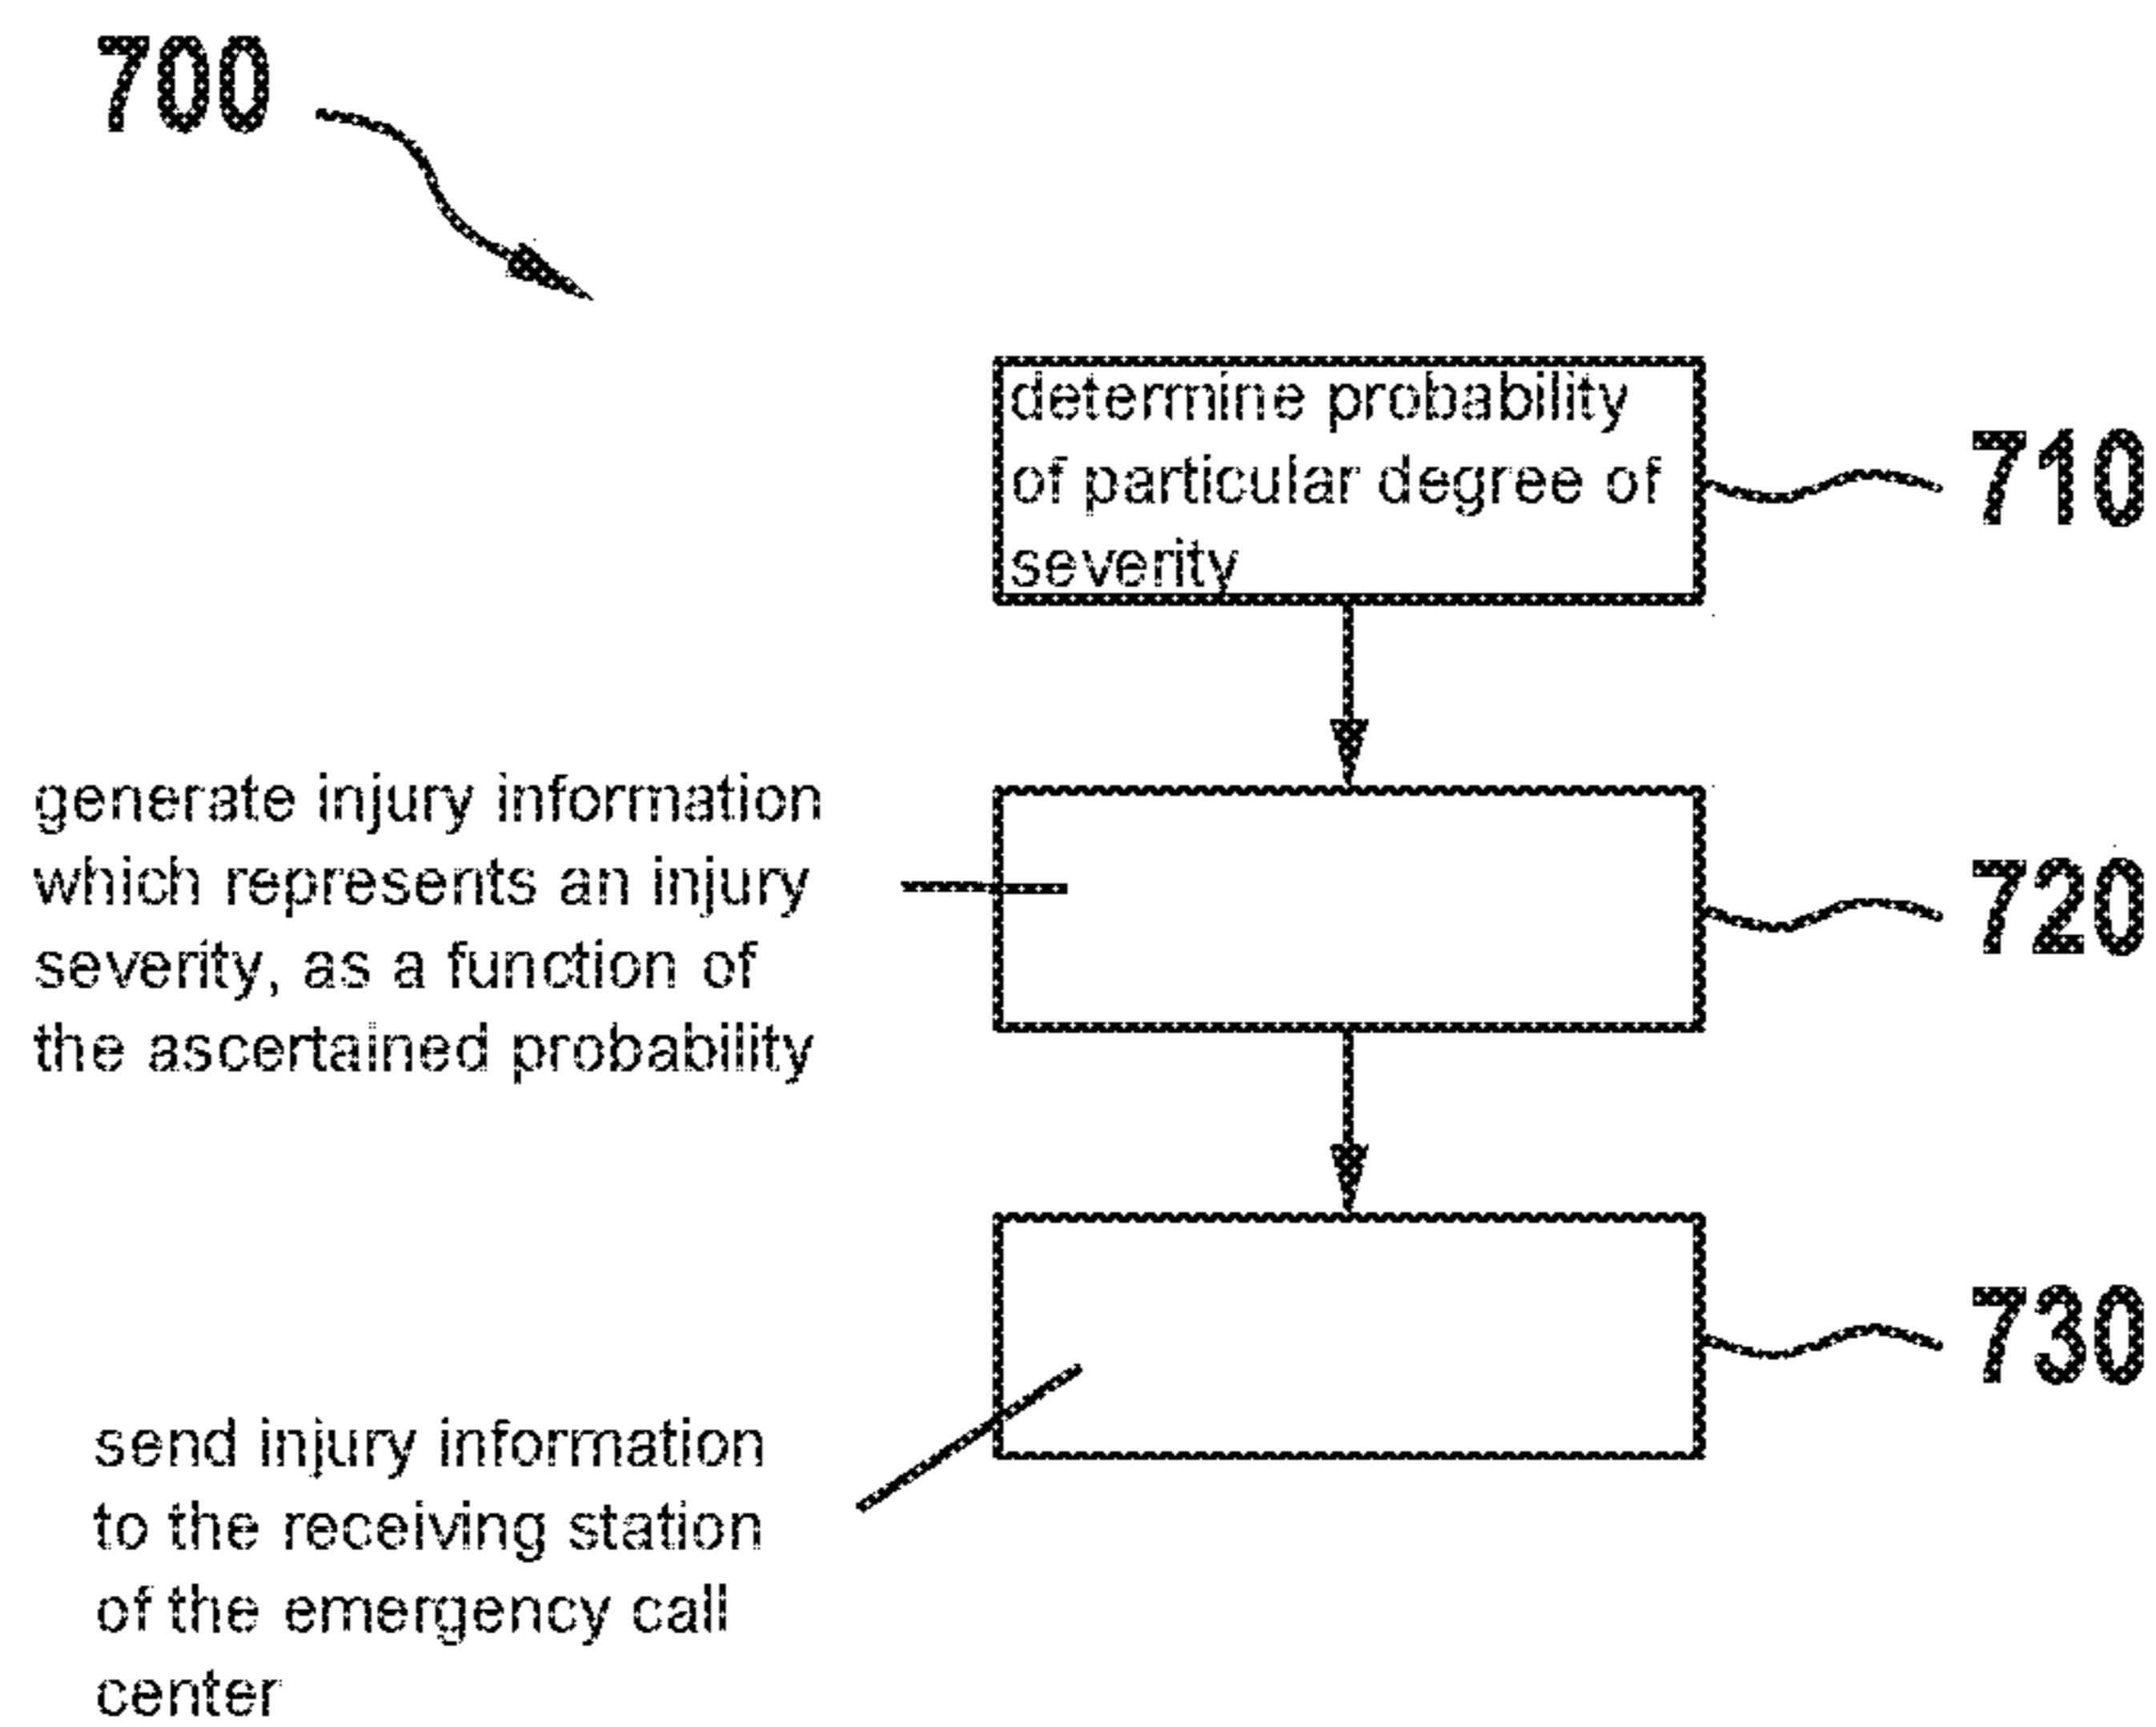 700
determine probability
of particular degree of
severity
710
generate injury information
which represents an injury
severity, as a function of
the ascertained probability
720
730
send injury information
to the receiving station
of the emergency call
center